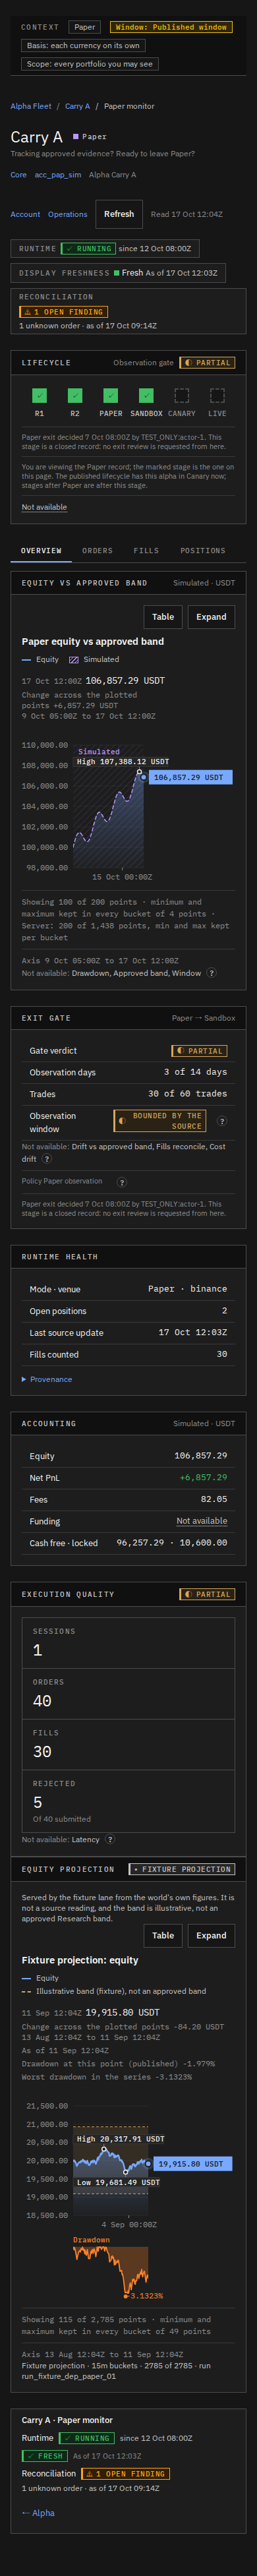 CONTEXT Paper Window: Published window
Basis: each currency on its own
Scope: every portfolio you may see
Alpha Fleet / Carry A / Paper monitor
Carry A Paper
Tracking approved evidence? Ready to leave Paper?
Core acc_pap_sim Alpha Carry A
Account Operations Refresh Read 17 Oct 12:04Z
RUNTIME ✓ RUNNING since 12 Oct 08:00Z
DISPLAY FRESHNESS Fresh As of 17 Oct 12:03Z
RECONCILIATION
⚠ 1 OPEN FINDING
1 unknown order · as of 17 Oct 09:14Z
LIFECYCLE Observation gate PARTIAL
✓ ✓ ✓ ✓
R1 R2 PAPER SANDBOX CANARY LIVE
Paper exit decided 7 Oct 08:00Z by TEST_ONLY:actor-1. This
stage is a closed record: no exit review is requested from here.
You are viewing the Paper record; the marked stage is the one on
this page. The published lifecycle has this alpha in Canary now;
stages after Paper are after this stage.
Not available
OVERVIEW ORDERS FILLS POSITIONS
EQUITY VS APPROVED BAND Simulated · USDT
Table Expand
Paper equity vs approved band
Equity Simulated
17 Oct 12:00Z 106,857.29 USDT
Change across the plotted
points +6,857.29 USDT
9 Oct 05:00Z to 17 Oct 12:00Z
110,000.00
Simulated
High 107,388.12 USDT
108,000.00
106,857.29 USDT
106,000.00
104,000.00
102,000.00
100,000.00
98,000.00
15 Oct 00:00Z
Showing 100 of 200 points · minimum and
maximum kept in every bucket of 4 points ·
Server: 200 of 1,438 points, min and max kept
per bucket
Axis 9 Oct 05:00Z to 17 Oct 12:00Z
Not available: Drawdown, Approved band, Window ?
EXIT GATE Paper → Sandbox
Gate verdict PARTIAL
Observation days 3 of 14 days
Trades 30 of 60 trades
Observation window BOUNDED BY THE SOURCE ?
Not available: Drift vs approved band, Fills reconcile, Cost
drift ?
Policy Paper observation ?
Paper exit decided 7 Oct 08:00Z by TEST_ONLY:actor-1. This
stage is a closed record: no exit review is requested from here.
RUNTIME HEALTH
Mode · venue Paper · binance
Open positions 2
Last source update 17 Oct 12:03Z
Fills counted 30
▶ Provenance
ACCOUNTING Simulated · USDT
Equity 106,857.29
Net PnL +6,857.29
Fees 82.05
Funding Not available
Cash free · locked 96,257.29 · 10,600.00
EXECUTION QUALITY PARTIAL
SESSIONS
1
ORDERS
40
FILLS
30
REJECTED
5
Of 40 submitted
Not available: Latency ?
EQUITY PROJECTION • FIXTURE PROJECTION
Served by the fixture lane from the world's own figures. It is
not a source reading, and the band is illustrative, not an
approved Research band.
Table Expand
Fixture projection: equity
Equity
Illustrative band (fixture), not an approved band
11 Sep 12:04Z 19,915.80 USDT
Change across the plotted points -84.20 USDT
13 Aug 12:04Z to 11 Sep 12:04Z
As of 11 Sep 12:04Z
Drawdown at this point (published) -1.979%
Worst drawdown in the series -3.1323%
21,500.00
21,000.00
20,500.00
High 20,317.91 USDT
20,000.00
19,915.80 USDT
19,500.00
Low 19,681.49 USDT
19,000.00
18,500.00
4 Sep 00:00Z
Drawdown
-3.1323%
Showing 115 of 2,785 points · minimum and
maximum kept in every bucket of 49 points
Axis 13 Aug 12:04Z to 11 Sep 12:04Z
Fixture projection · 15m buckets · 2785 of 2785 · run
run_fixture_dep_paper_01
Carry A · Paper monitor
Runtime ✓ RUNNING since 12 Oct 08:00Z
✓ FRESH As of 17 Oct 12:03Z
Reconciliation ⚠ 1 OPEN FINDING
1 unknown order · as of 17 Oct 09:14Z
← Alpha